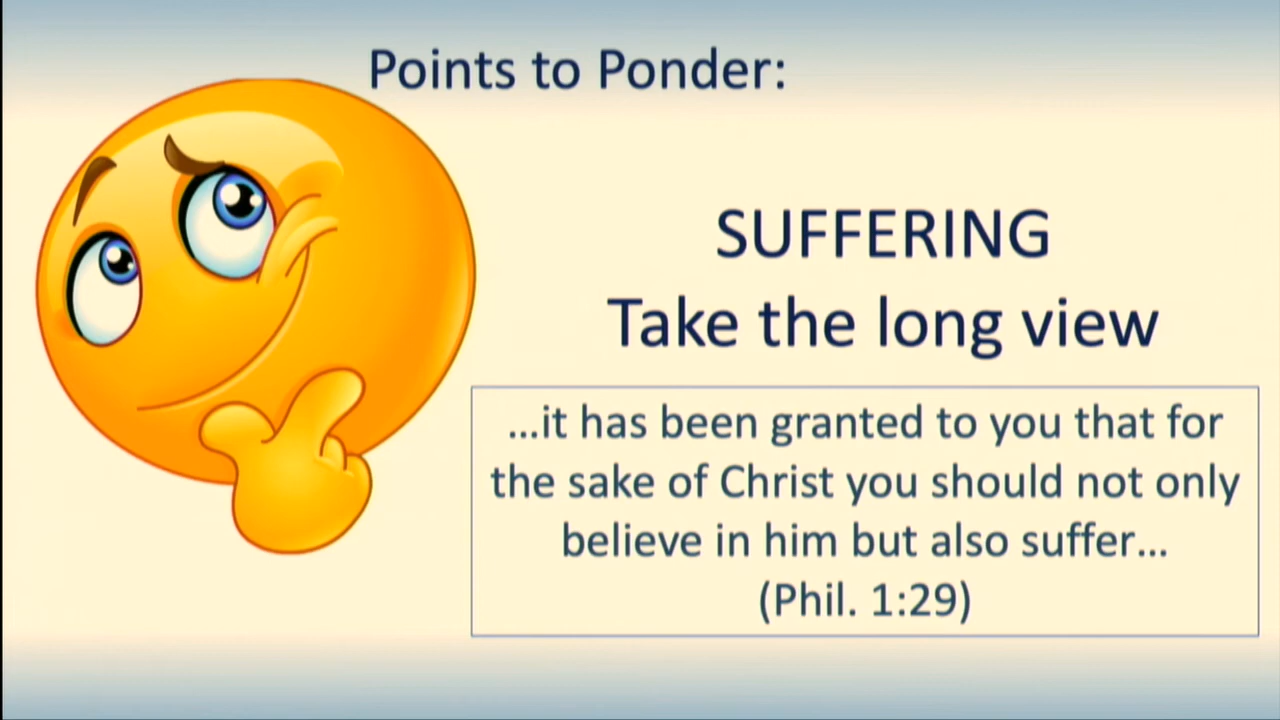 Points to Ponder:
SUFFERING
Take the long view
...it has been granted to you that for
the sake of Christ you should not only
believe in him but also suffer...
(Phil. 1:29)